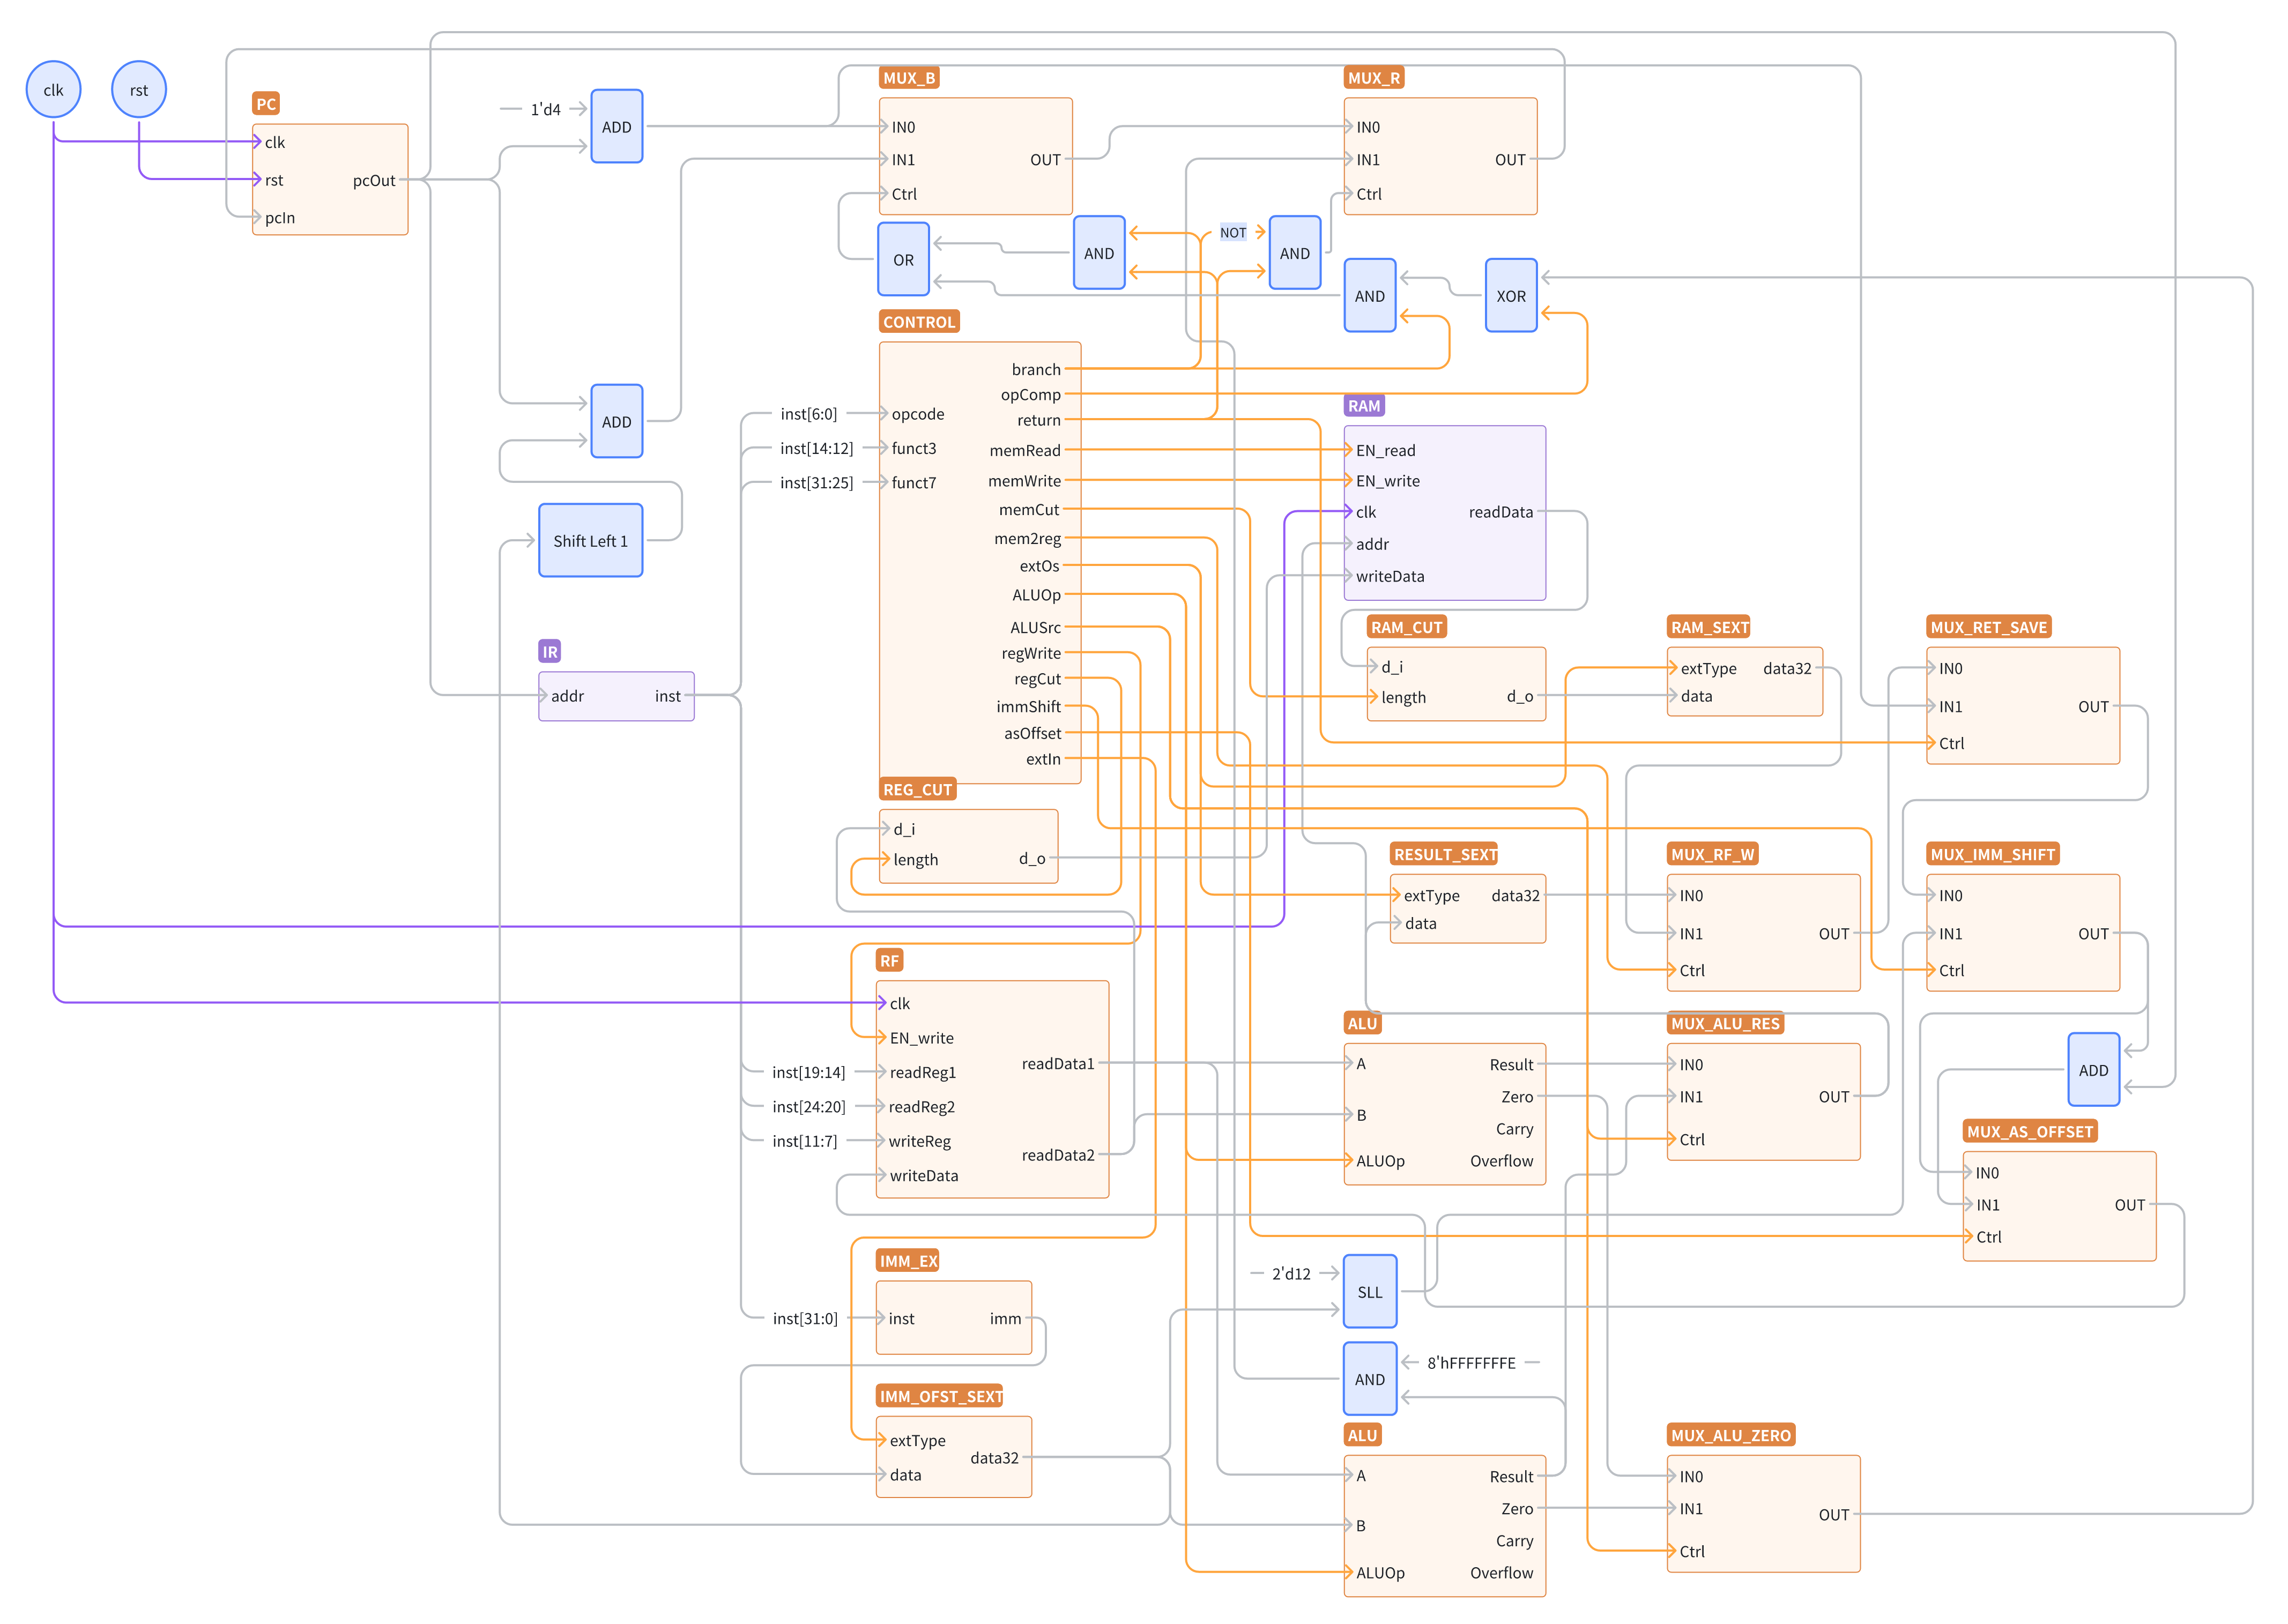 clk
rst
PC
clk
rst
pcIn
pcOut
1'd4
ADD
MUX_B
IN0
IN1
Ctrl
OUT
MUX_R
IN0
IN1
Ctrl
OUT
OR
AND
NOT
AND
AND
XOR
ADD
Shift Left 1
IR
addr
inst
inst[6:0]
inst[14:12]
inst[31:25]
CONTROL
opcode
funct3
funct7
branch
opComp
return
memRead
memWrite
memCut
mem2reg
extOs
ALUOp
ALUSrc
regWrite
regCut
immShift
asOffset
extIn
RAM
EN_read
EN_write
clk
addr
writeData
readData
RAM_CUT
d_i
length
d_o
RAM_SEXT
extType
data
data32
MUX_RET_SAVE
IN0
IN1
Ctrl
OUT
REG_CUT
d_i
length
d_o
RESULT_SEXT
extType
data
data32
MUX_RF_W
IN0
IN1
Ctrl
OUT
MUX_IMM_SHIFT
IN0
IN1
Ctrl
OUT
RF
clk
EN_write
readReg1
readReg2
writeReg
writeData
readData1
readData2
inst[19:14]
inst[24:20]
inst[11:7]
ALU
A
B
ALUOp
Result
Zero
Carry
Overflow
MUX_ALU_RES
IN0
IN1
Ctrl
OUT
ADD
MUX_AS_OFFSET
IN0
IN1
Ctrl
OUT
IMM_EX
inst[31:0]
inst
imm
2'd12
SLL
AND
8'hFFFFFFFE
IMM_OFST_SEXT
extType
data
data32
ALU
A
B
ALUOp
Result
Zero
Carry
Overflow
MUX_ALU_ZERO
IN0
IN1
Ctrl
OUT